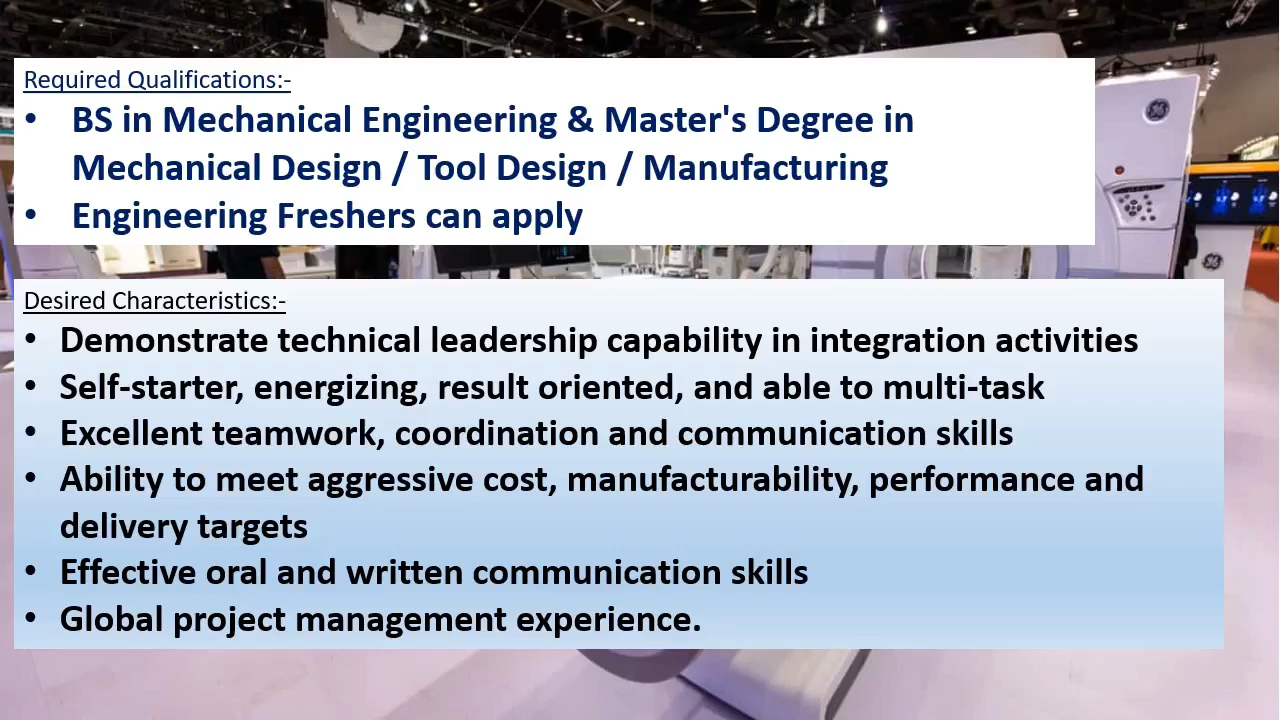 Required Qualifications:-
• BS in Mechanical Engineering & Master's Degree in
Mechanical Design / Tool Design / Manufacturing
• Engineering Freshers can apply
Desired Characteristics:-
• Demonstrate technical leadership capability in integration activities
• Self-starter, energizing, result oriented, and able to multi-task
• Excellent teamwork, coordination and communication skills
• Ability to meet aggressive cost, manufacturability, performance and
delivery targets
• Effective oral and written communication skills
• Global project management experience.